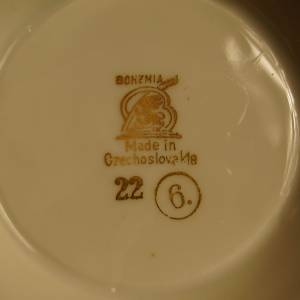 BOHEMIA
Made in
Czechoslovakia
22 6.